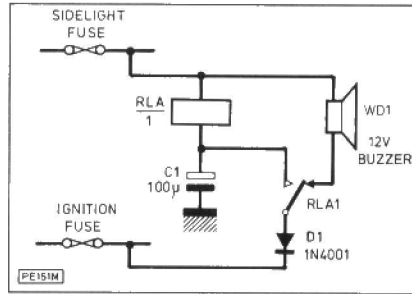 SIDELIGHT
FUSE
RLA
1
WD1
12V
BUZZER
C1
100µ
RLA1
IGNITION
FUSE
D1
1N4001
PE151M